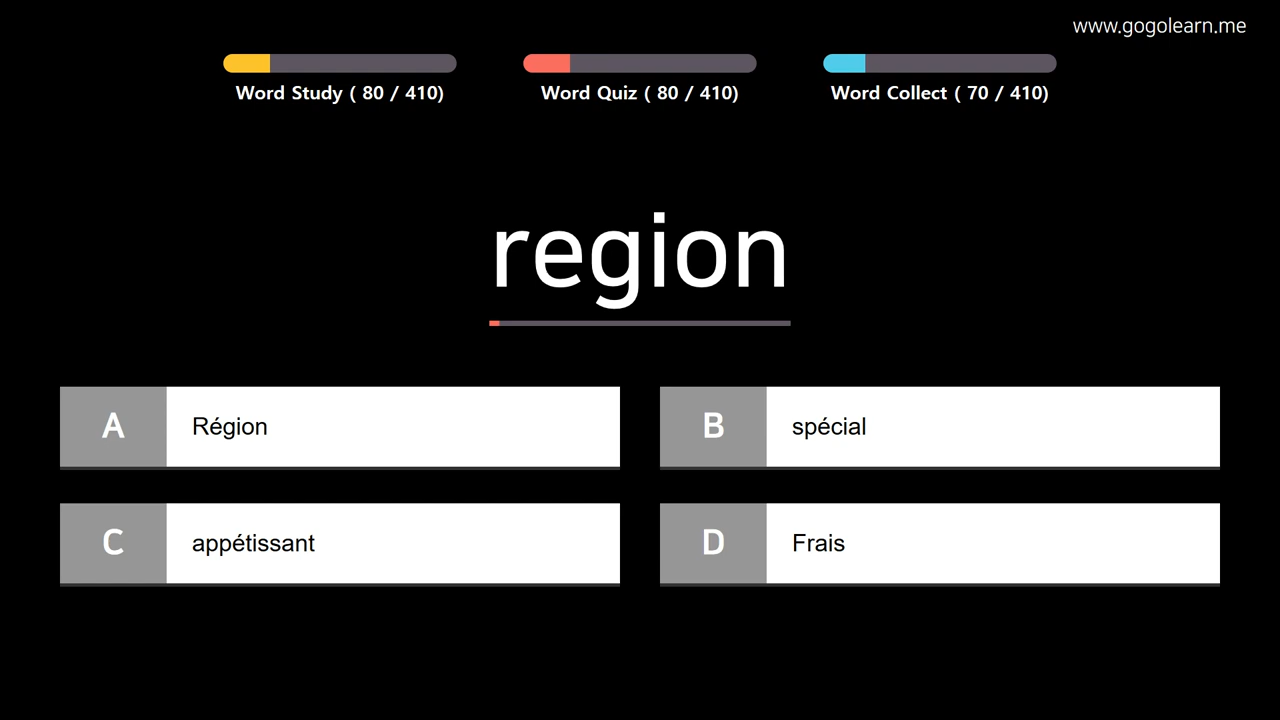 www.gogolearn.me
Word Study ( 80 / 410)
Word Quiz ( 80 / 410)
Word Collect ( 70 / 410)
region
A Région
B spécial
C appétissant
D Frais